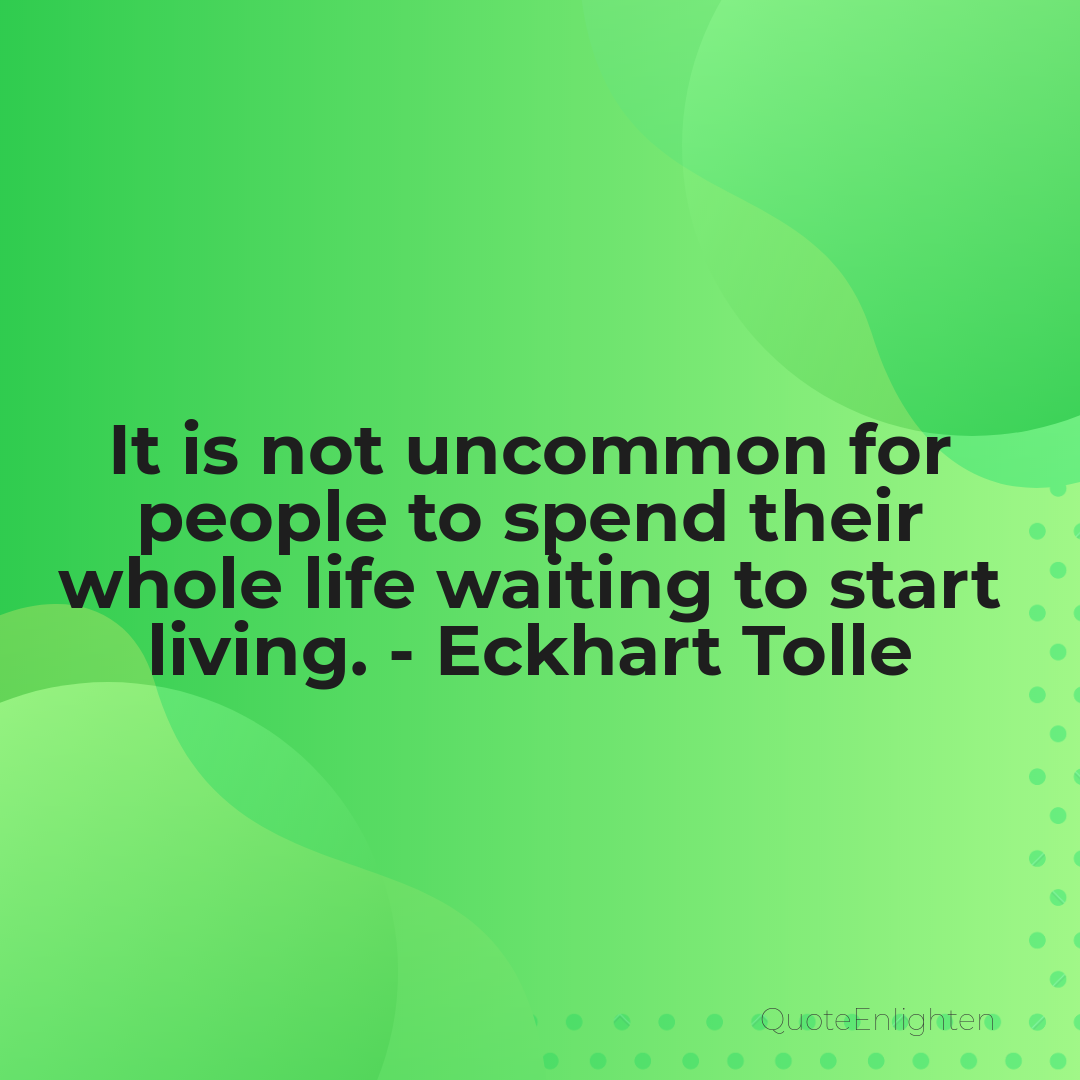 It is not uncommon for
people to spend their
whole life waiting to start
living. - Eckhart Tolle
QuoteEnlighten